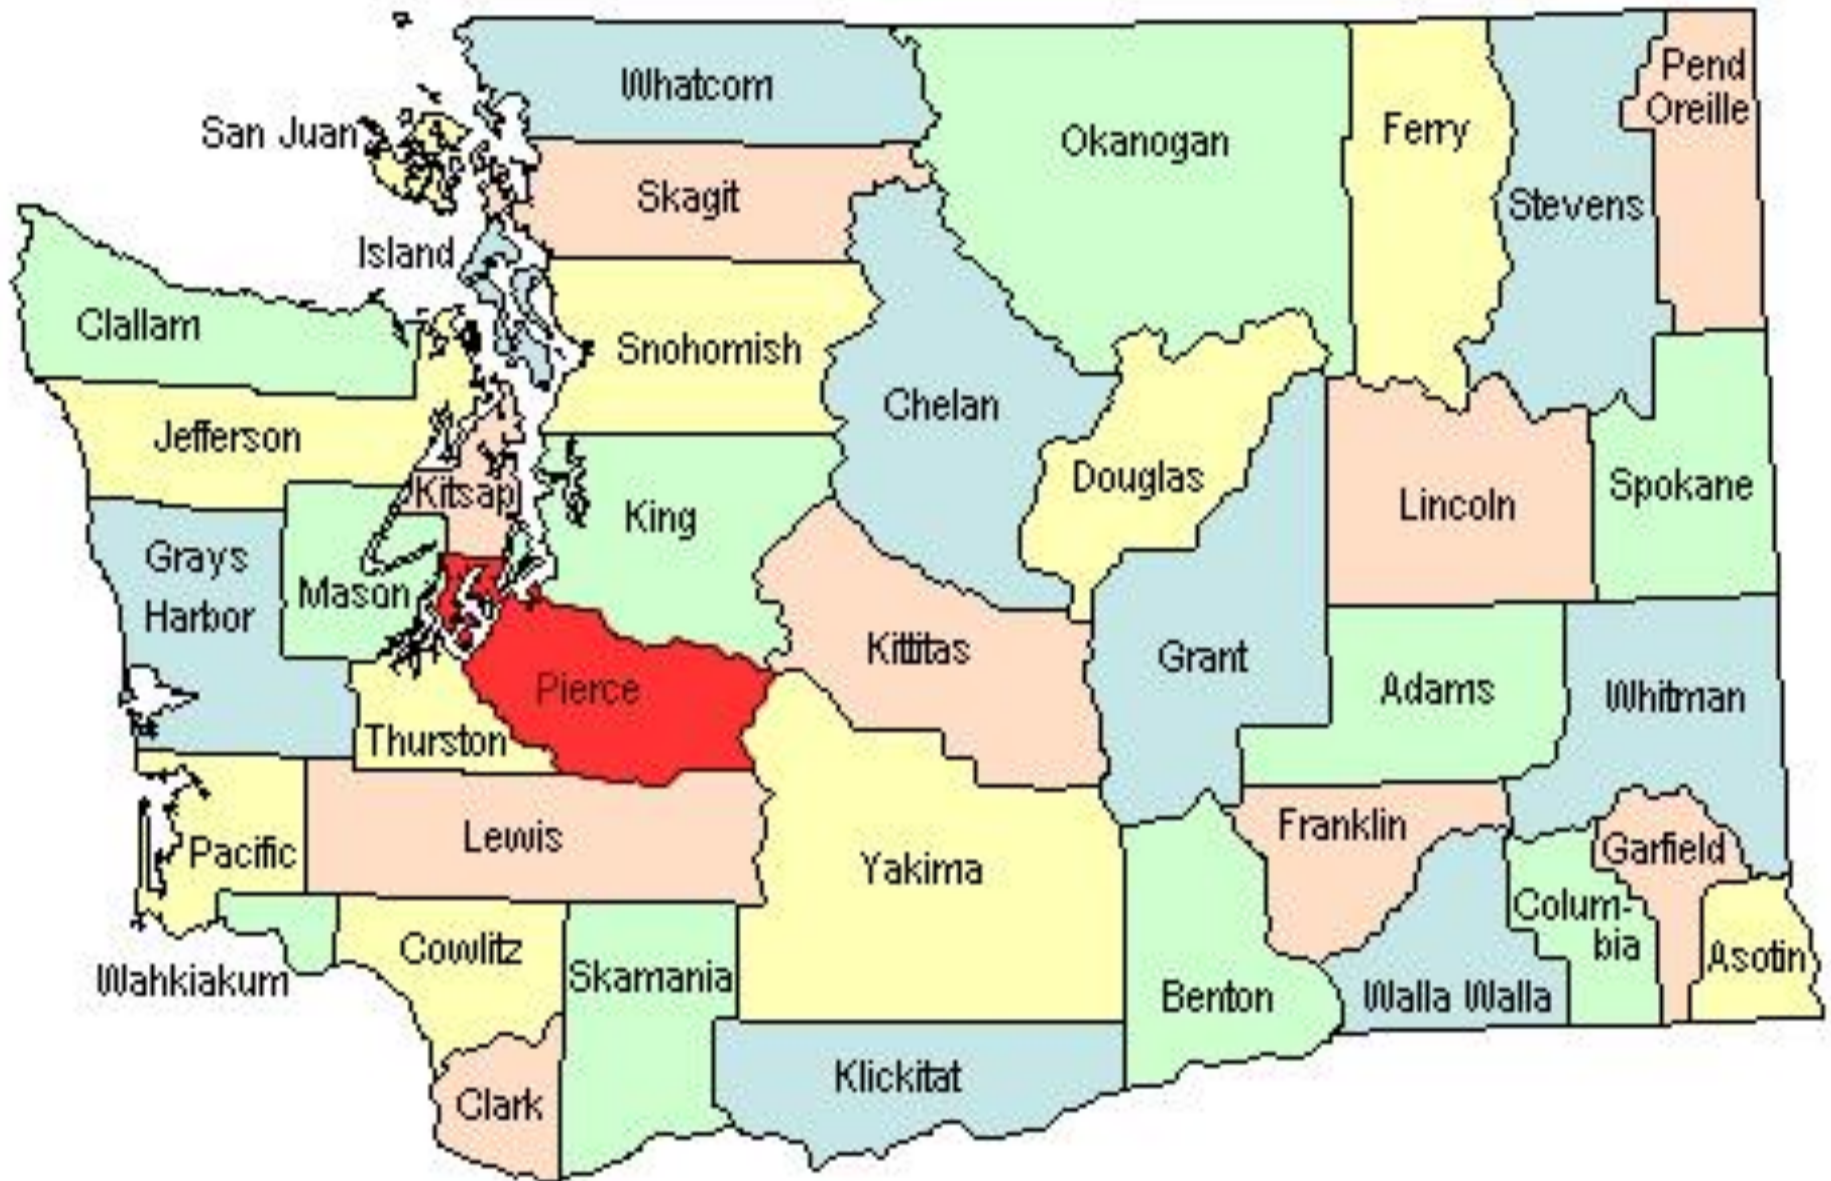 Whatcom
Pend
Oreille
San Juan
Okanogan
Ferry
Skagit
Stevens
Island
Clallam
Snohomish
Chelan
Jefferson
Douglas
Kitsap
King
Lincoln
Spokane
Grays
Harbor
Mason
Kittitas
Grant
Pierce
Adams
Whitman
Thurston
Lewis
Franklin
Pacific
Yakima
Garfield
Colum-
bia
Cowlitz
Asotin
Wahkiakum
Skamania
Benton
Walla Walla
Klickitat
Clark